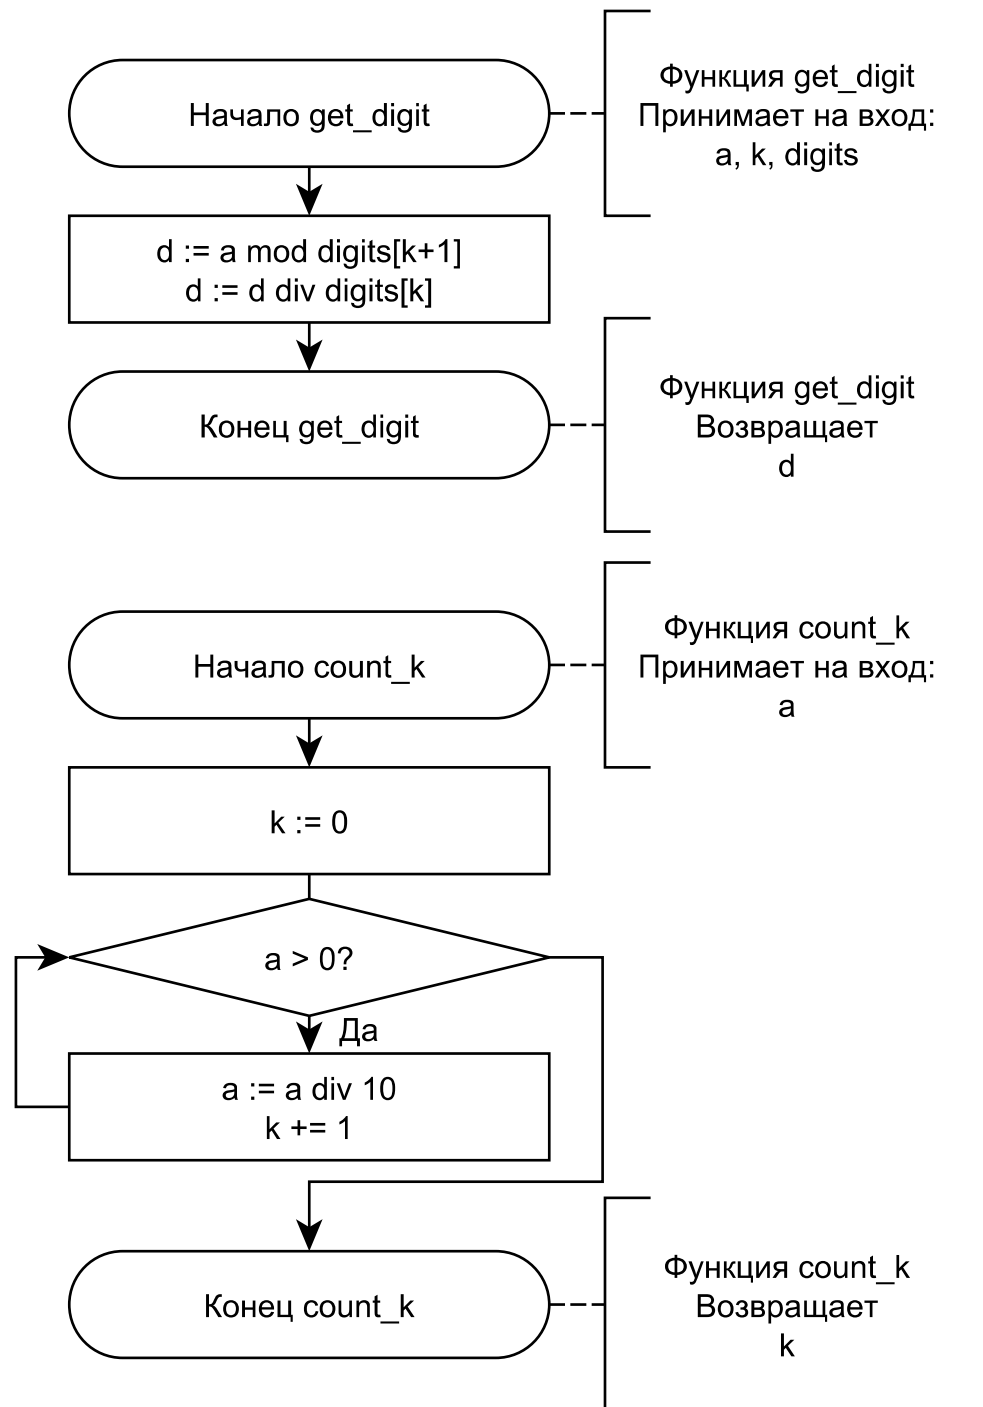 Начало get_digit
Функция get_digit
Принимает на вход:
a, k, digits
d := a mod digits[k+1]
d := d div digits[k]
Конец get_digit
Функция get_digit
Возвращает
d
Начало count_k
Функция count_k
Принимает на вход:
a
k := 0
a > 0?
Да
a := a div 10
k += 1
Конец count_k
Функция count_k
Возвращает
k